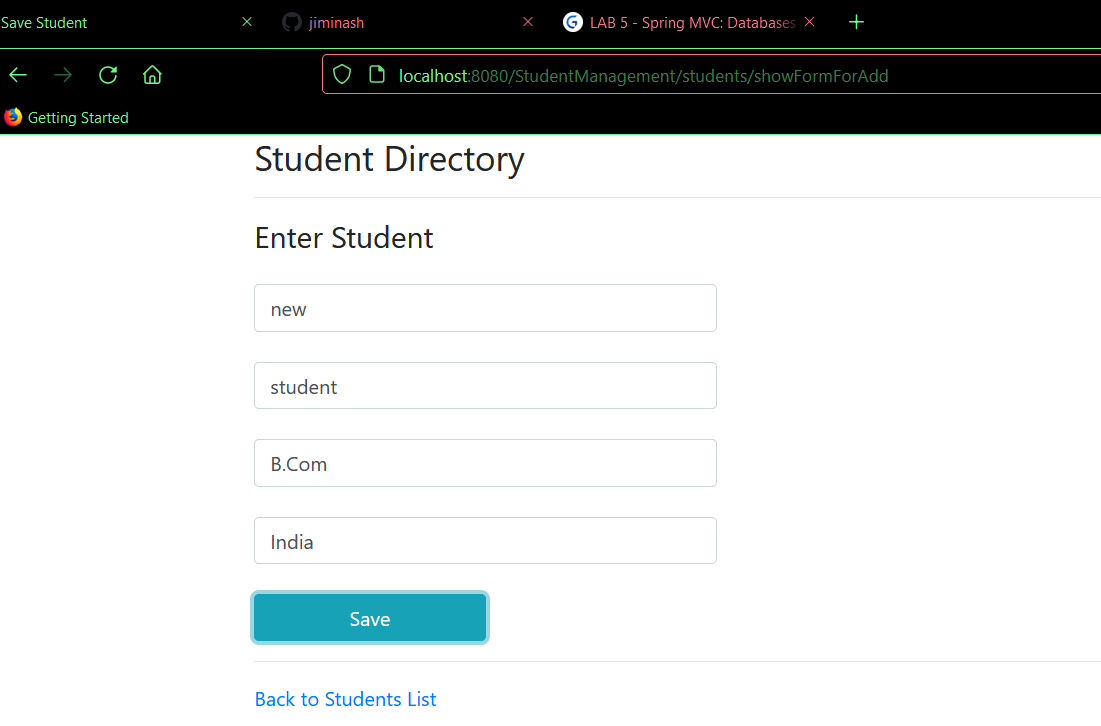 Save Student
jiminash
LAB 5 - Spring MVC: Databases
localhost:8080/StudentManagement/students/showFormForAdd
Getting Started
Student Directory
Enter Student
new
student
B.Com
India
Save
Back to Students List